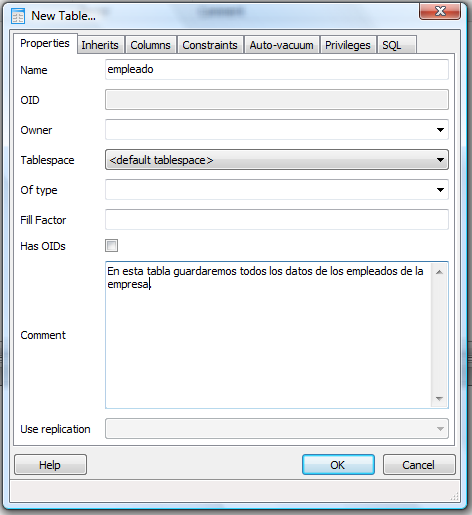 New Table...
Properties Inherits Columns Constraints Auto-vacuum Privileges SQL
Name empleado
OID
Owner
Tablespace <default tablespace>
Of type
Fill Factor
Has OIDs
En esta tabla guardaremos todos los datos de los empleados de la
empresa.
Comment
Use replication
Help OK Cancel